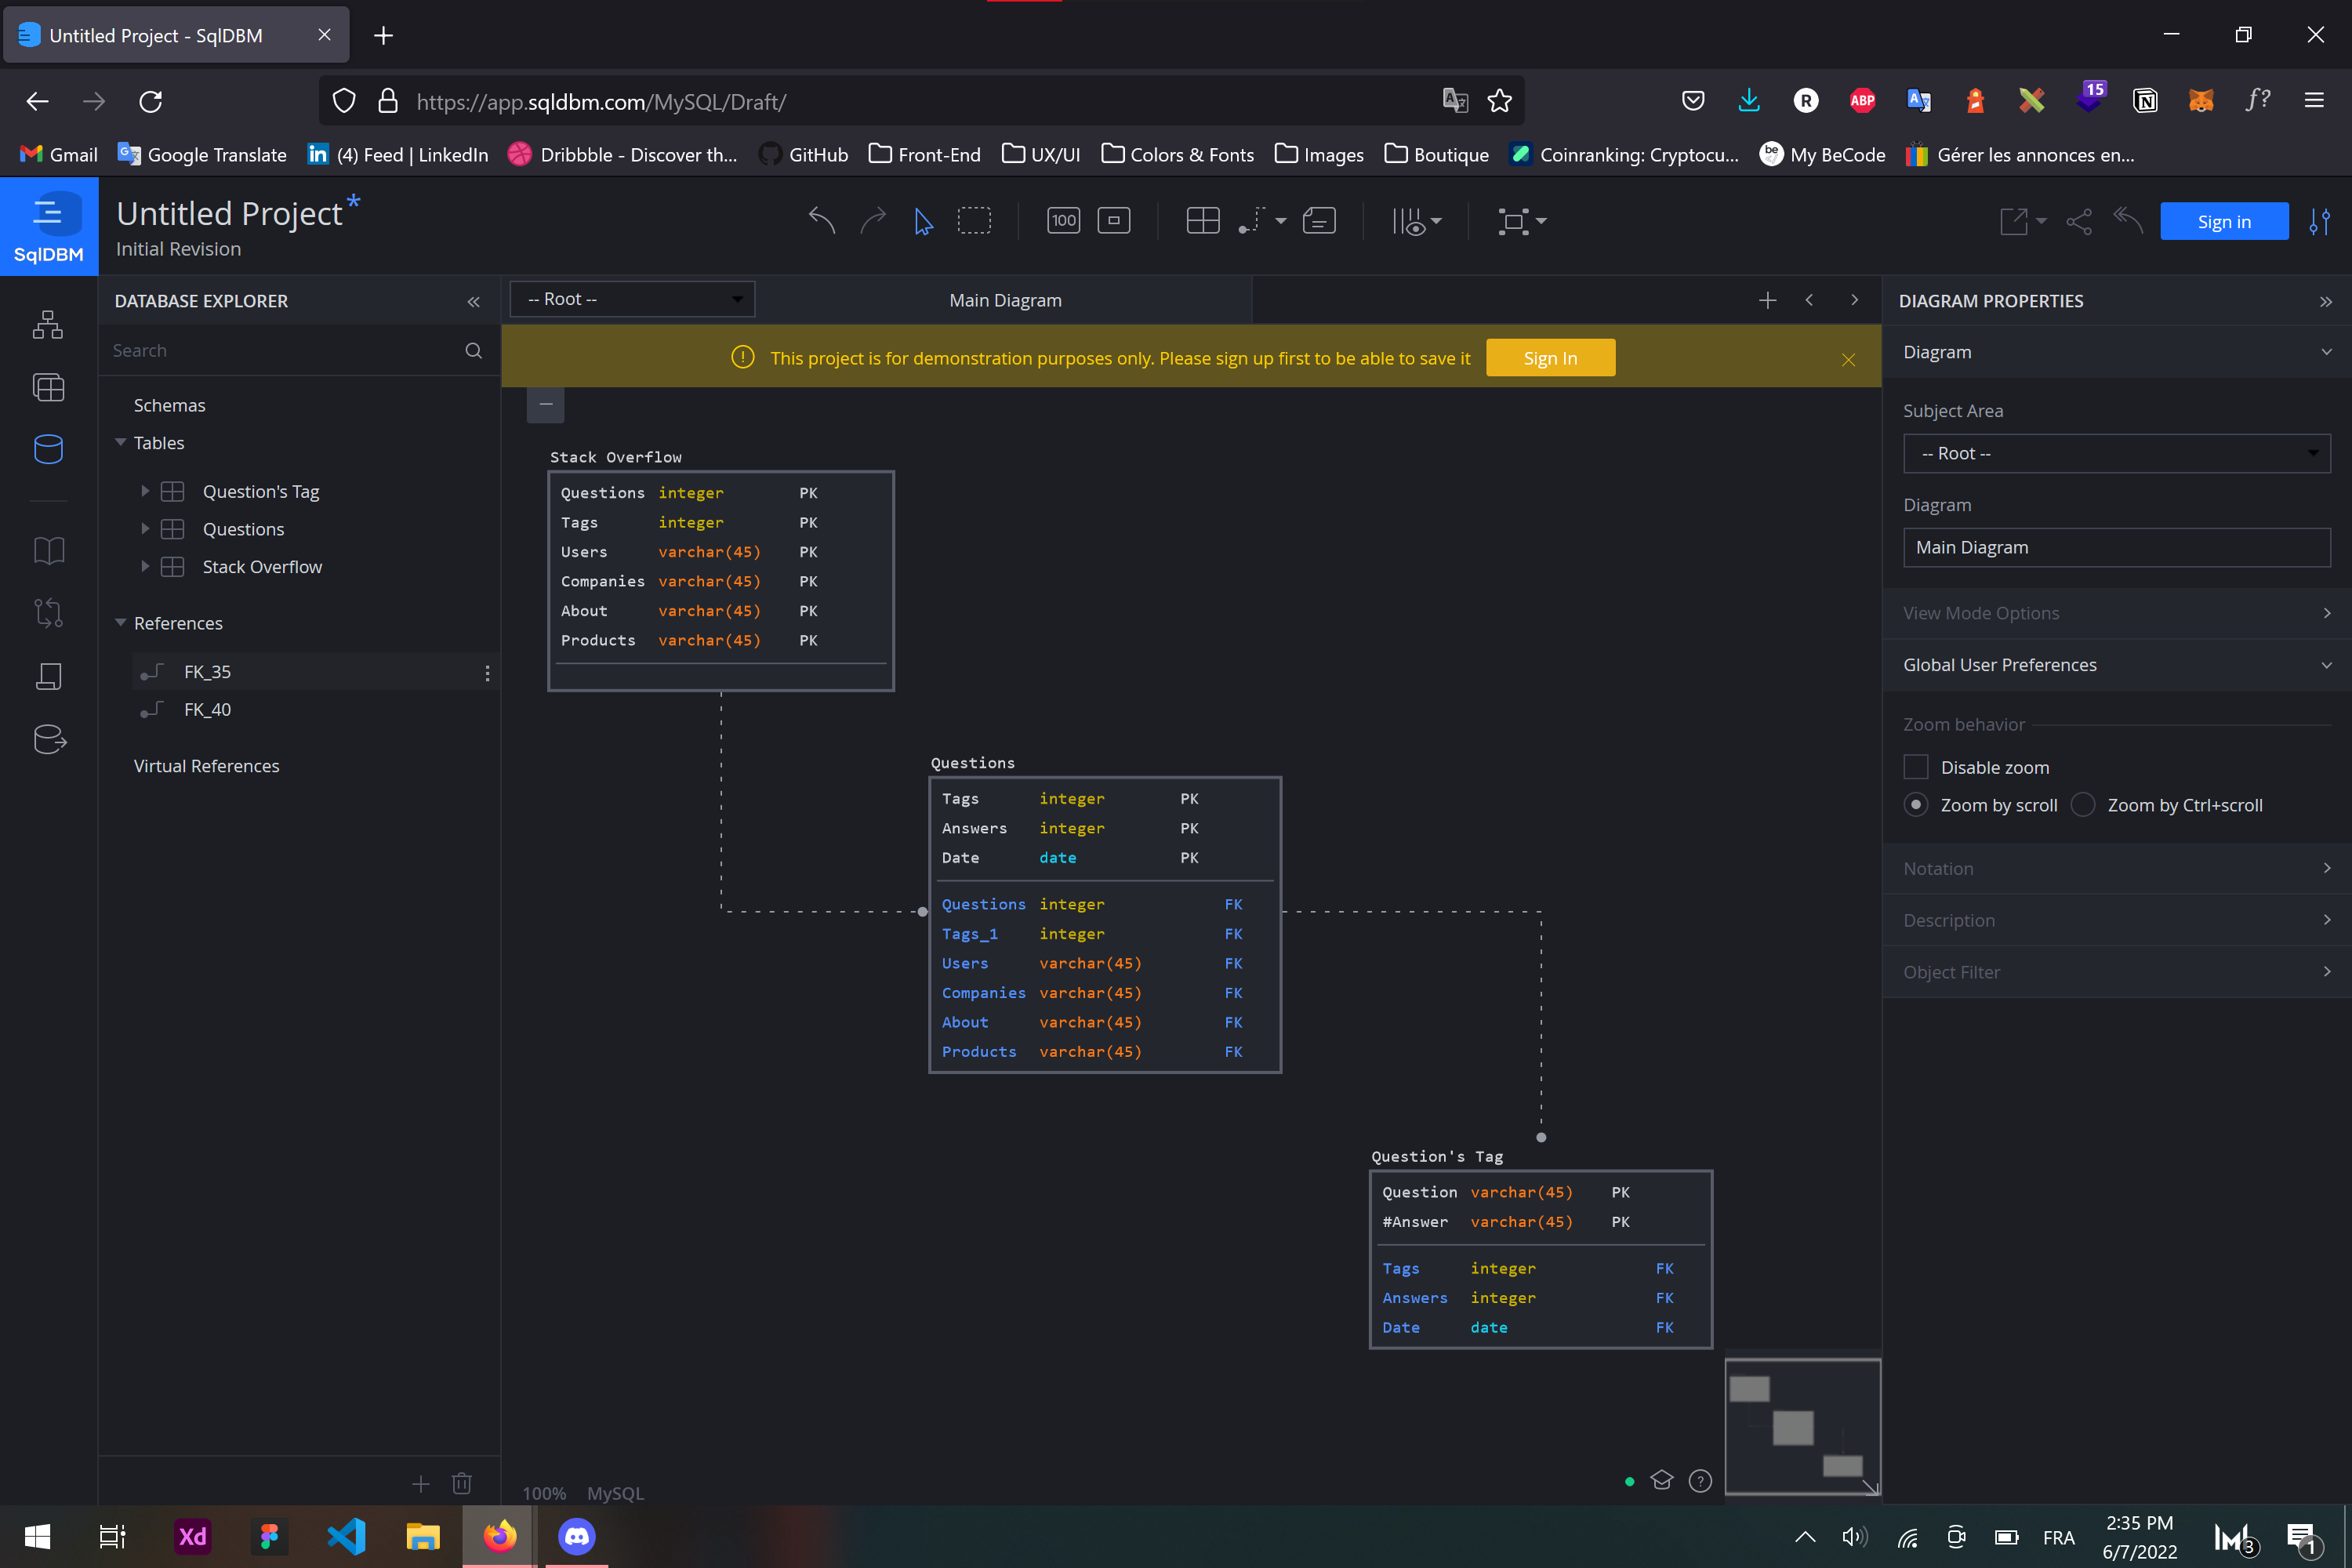 Untitled Project - SqlDBM
https://app.sqldbm.com/MySQL/Draft/
ABP
15
Gmail
Google Translate
(4) Feed | LinkedIn
Dribbble - Discover th...
GitHub
Front-End
UX/UI
Colors & Fonts
Images
Boutique
Coinranking: Cryptocu...
My BeCode
Gérer les annonces en...
SqlDBM
Untitled Project*
Initial Revision
100
Sign in
DATABASE EXPLORER
Search
Schemas
Tables
Question's Tag
Questions
Stack Overflow
References
FK_35
FK_40
Virtual References
-- Root --
Main Diagram
This project is for demonstration purposes only. Please sign up first to be able to save it
Sign In
Stack Overflow
Questions integer PK
Tags integer PK
Users varchar(45) PK
Companies varchar(45) PK
About varchar(45) PK
Products varchar(45) PK
Questions
Tags integer PK
Answers integer PK
Date date PK
Questions integer FK
Tags_1 integer FK
Users varchar(45) FK
Companies varchar(45) FK
About varchar(45) FK
Products varchar(45) FK
Question's Tag
Question varchar(45) PK
#Answer varchar(45) PK
Tags integer FK
Answers integer FK
Date date FK
100% MySQL
DIAGRAM PROPERTIES
Diagram
Subject Area
-- Root --
Diagram
Main Diagram
View Mode Options
Global User Preferences
Zoom behavior
Disable zoom
Zoom by scroll
Zoom by Ctrl+scroll
Notation
Description
Object Filter
Xd
FRA
2:35 PM
6/7/2022
3
1